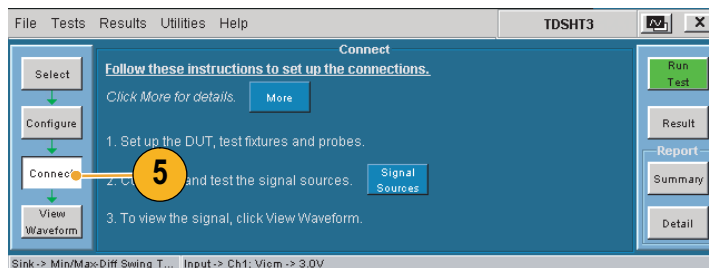 File Tests Results Utilities Help TDSHT3 X
Connect
Select
Follow these instructions to set up the connections.
Run
Test
Click More for details. More
Configure
Result
1. Set up the DUT, test fixtures and probes.
Report
Connect
5
2. and test the signal sources. Signal
Sources
Summary
View
Waveform
3. To view the signal, click View Waveform.
Detail
Sink-> Min/Max-Diff Swing T... Input-> Ch1; Vicm -> 3.0V